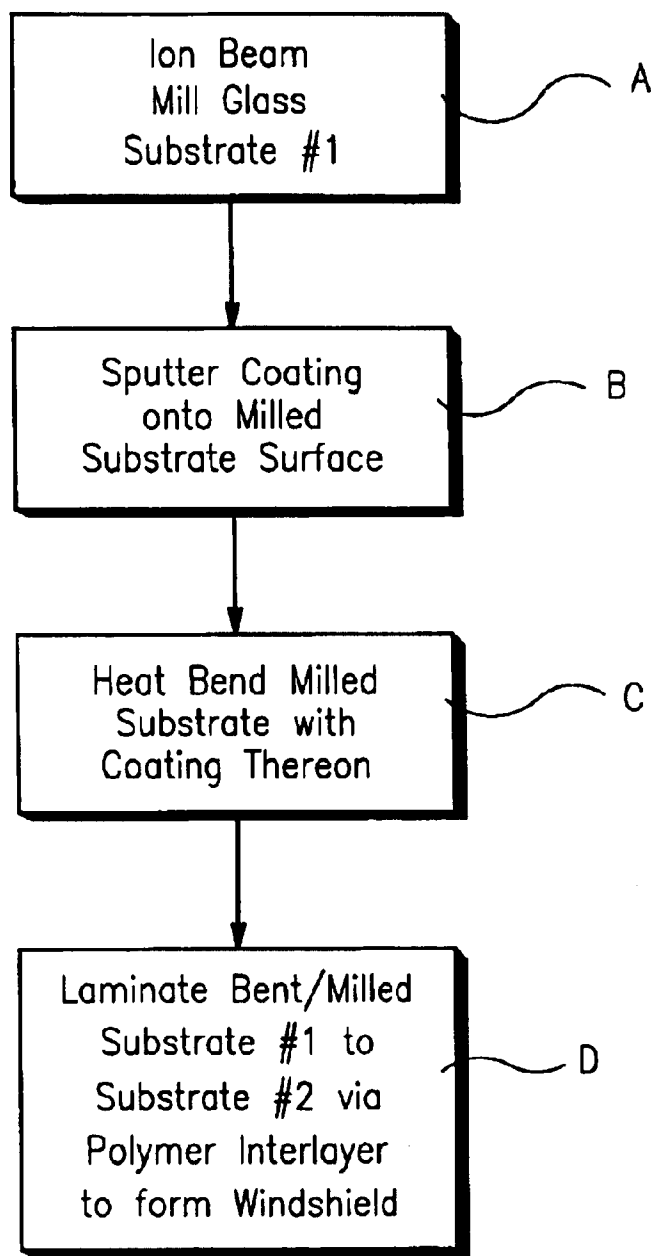 Ion Beam
Mill Glass
Substrate #1
A
Sputter Coating
onto Milled
Substrate Surface
B
Heat Bend Milled
Substrate with
Coating Thereon
C
Laminate Bent/Milled
Substrate #1 to
Substrate #2 via
Polymer Interlayer
to form Windshield
D